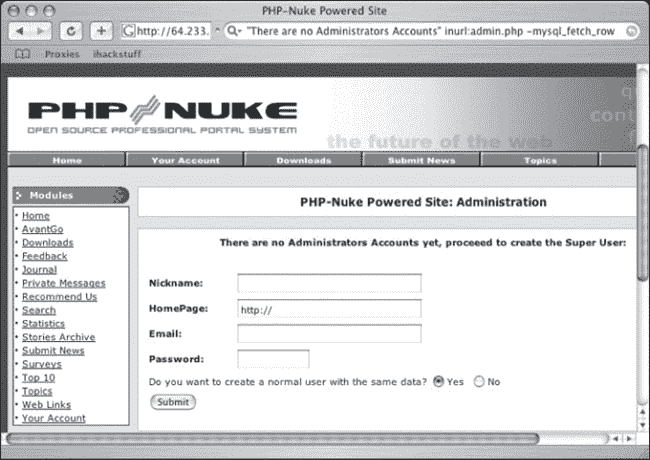 PHP-Nuke Powered Site
http://64.233. "There are no Administrators Accounts" inurl:admin.php -mysql_fetch_row
Proxies ihackstuff
PHP NUKE
OPEN SOURCE PROFESSIONAL PORTAL SYSTEM
the future of the web
Home Your Account Downloads Submit News Topics
Modules
Home
AvantGo
Downloads
Feedback
Journal
Private Messages
Recommend Us
Search
Statistics
Stories Archive
Submit News
Surveys
Top 10
Topics
Web Links
Your Account
PHP-Nuke Powered Site: Administration
There are no Administrators Accounts yet, proceeed to create the Super User:
Nickname:
HomePage: http://
Email:
Password:
Do you want to create a normal user with the same data? Yes No
Submit